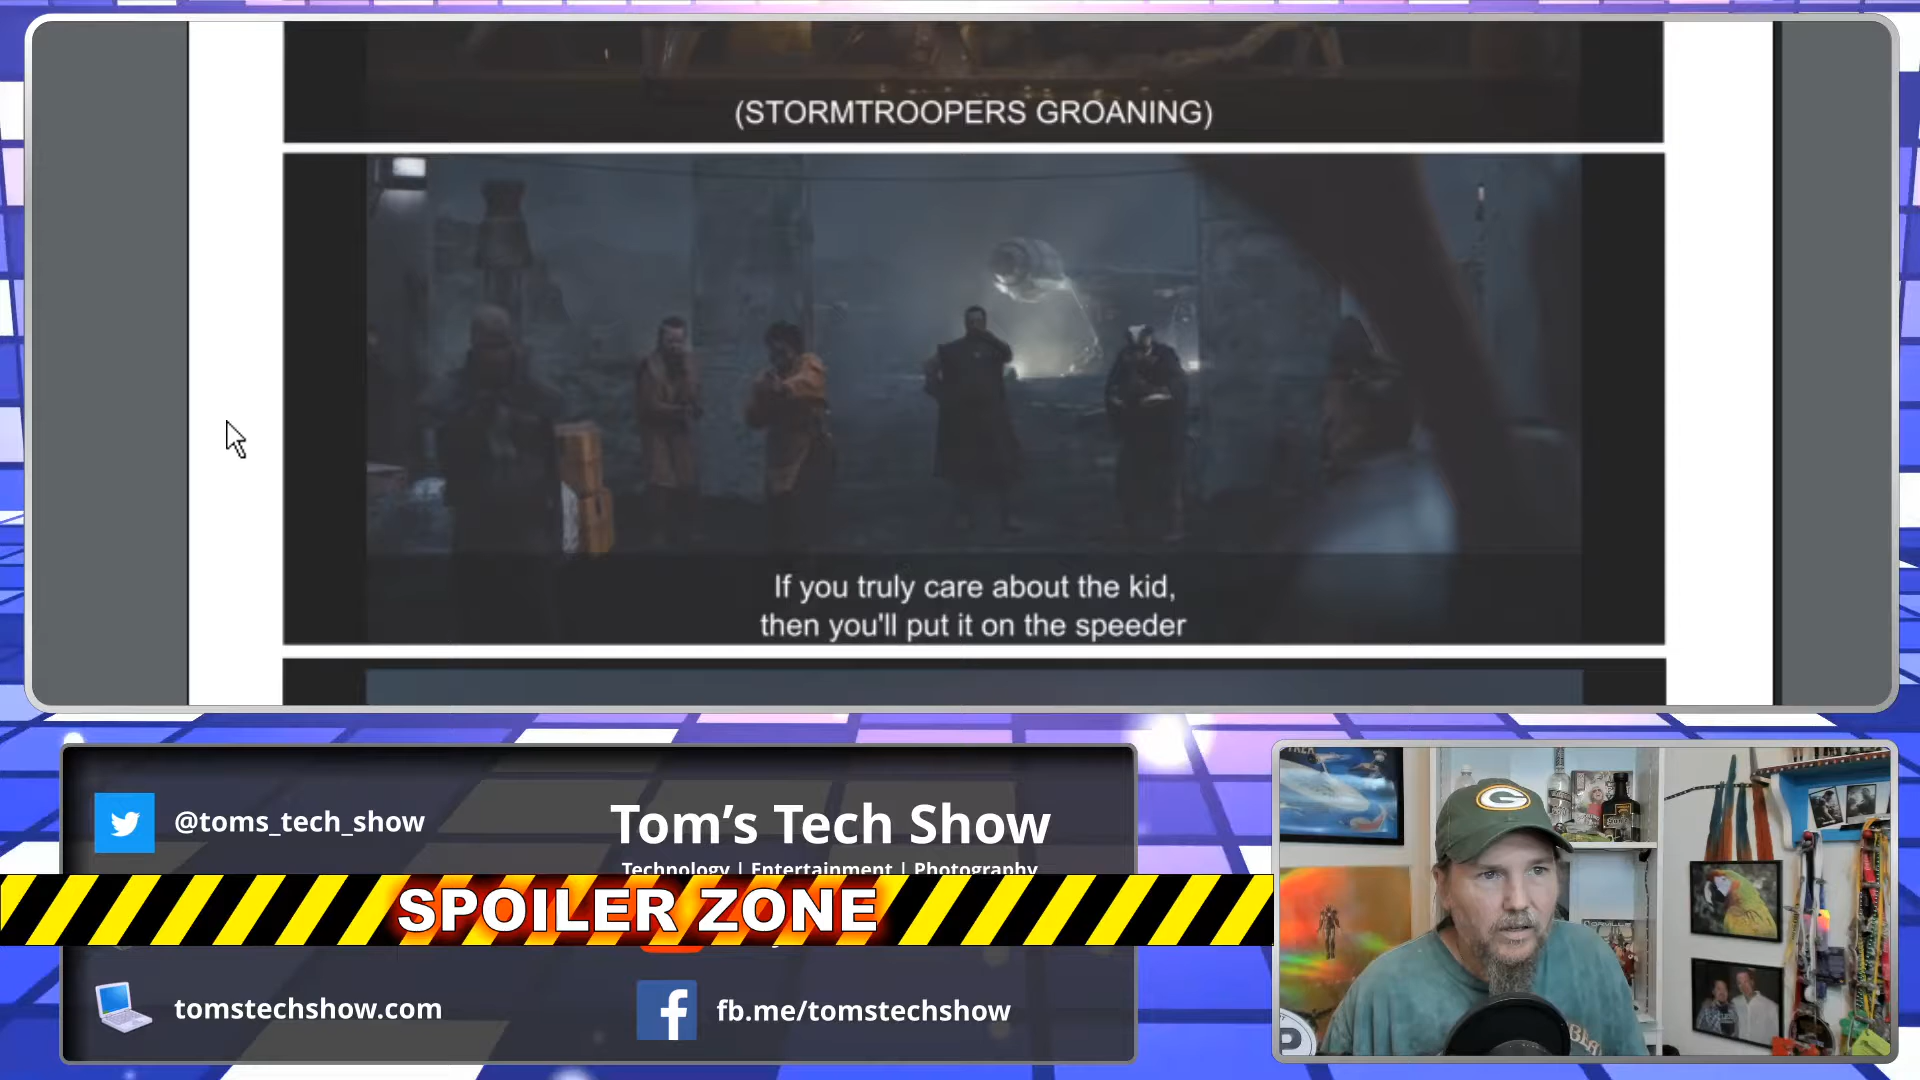 (STORMTROOPERS GROANING)
If you truly care about the kid,
then you'll put it on the speeder
@toms_tech_show
Tom's Tech Show
Technology | Entertainment | Photography
SPOILER ZONE
tomstechshow.com
fb.me/tomstechshow
G